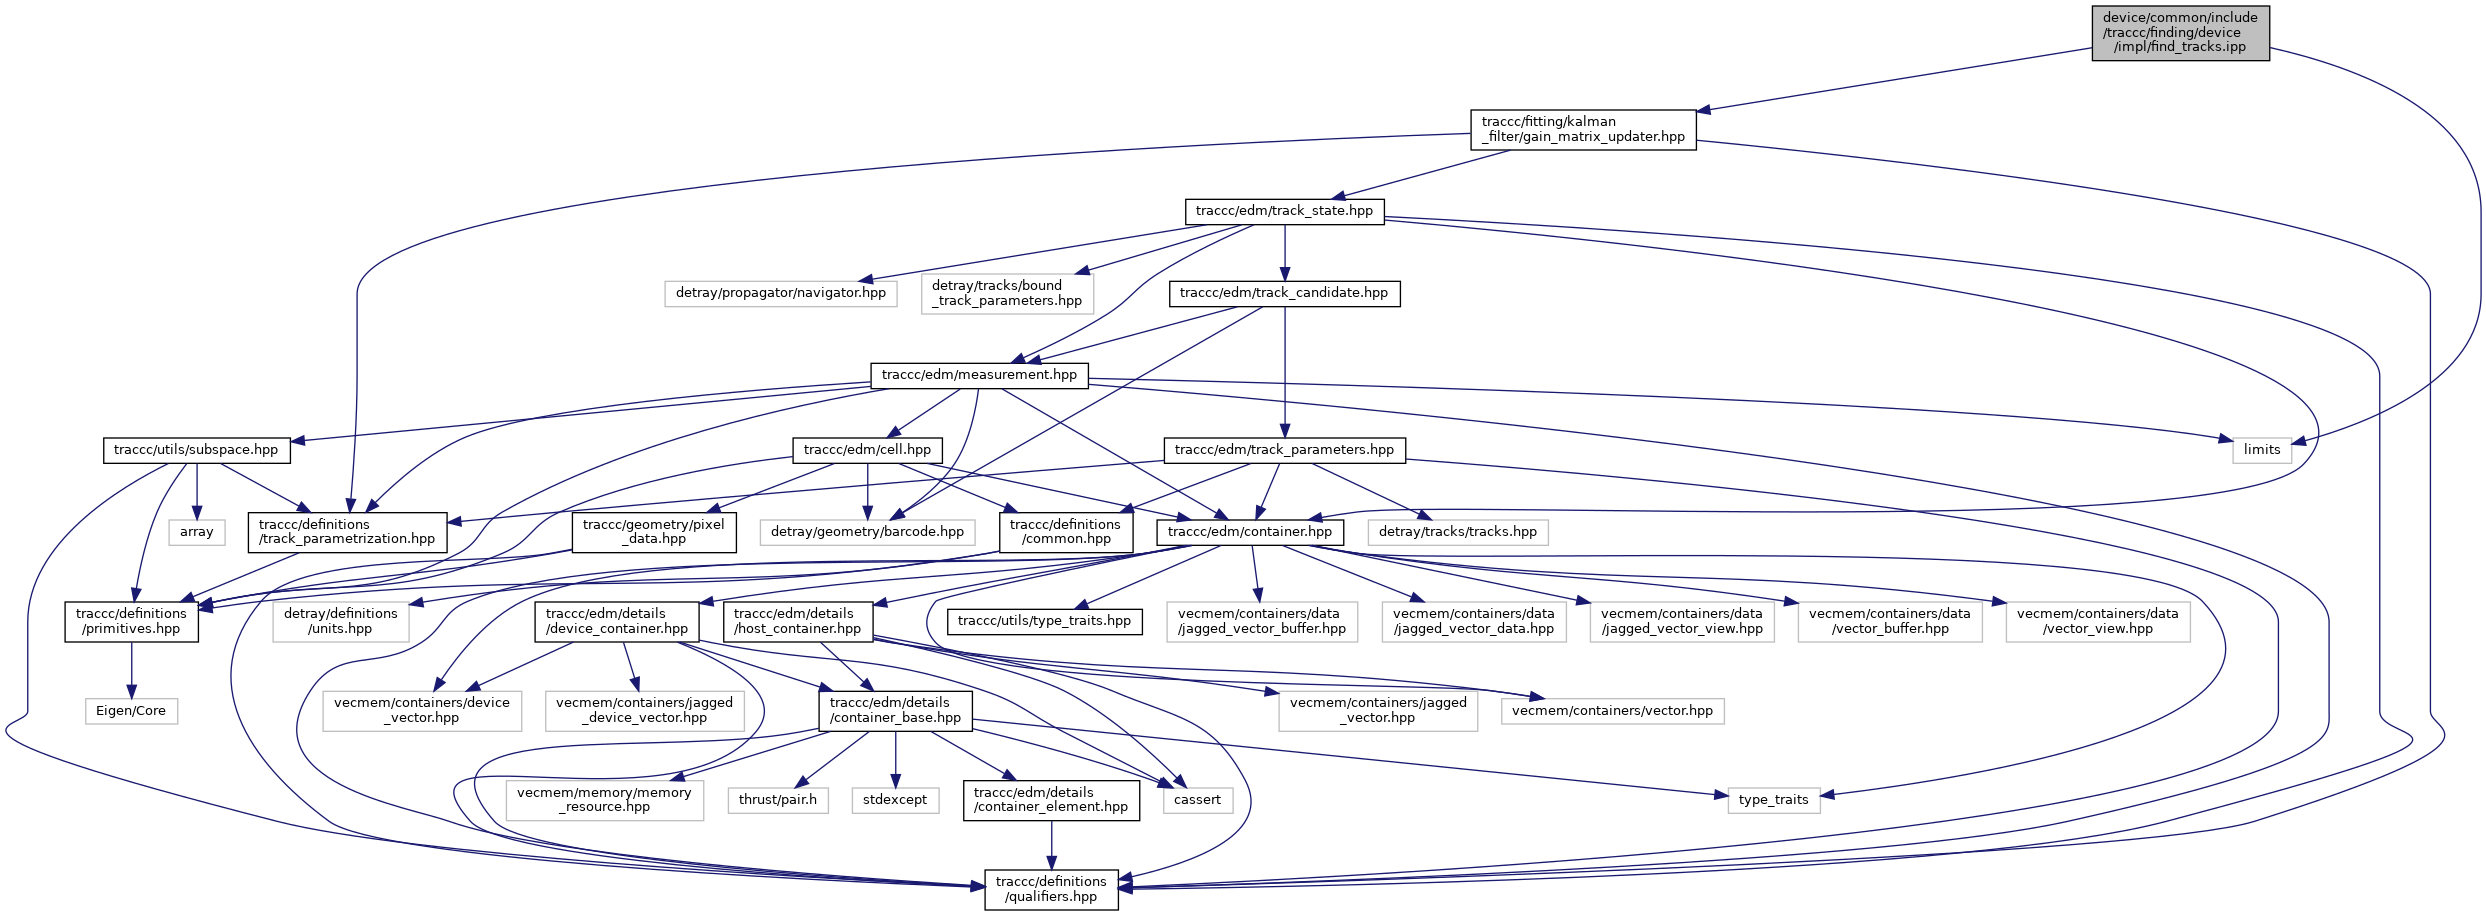 device/common/include
/traccc/finding/device
/impl/find_tracks.ipp
traccc/fitting/kalman
_filter/gain_matrix_updater.hpp
traccc/edm/track_state.hpp
detray/propagator/navigator.hpp
detray/tracks/bound
_track_parameters.hpp
traccc/edm/track_candidate.hpp
traccc/edm/measurement.hpp
traccc/utils/subspace.hpp
traccc/edm/cell.hpp
traccc/edm/track_parameters.hpp
limits
array
traccc/definitions
/track_parametrization.hpp
traccc/geometry/pixel
_data.hpp
detray/geometry/barcode.hpp
traccc/definitions
/common.hpp
traccc/edm/container.hpp
detray/tracks/tracks.hpp
traccc/definitions
/primitives.hpp
detray/definitions
/units.hpp
traccc/edm/details
/device_container.hpp
traccc/edm/details
/host_container.hpp
traccc/utils/type_traits.hpp
vecmem/containers/data
/jagged_vector_buffer.hpp
vecmem/containers/data
/jagged_vector_data.hpp
vecmem/containers/data
/jagged_vector_view.hpp
vecmem/containers/data
/vector_buffer.hpp
vecmem/containers/data
/vector_view.hpp
Eigen/Core
vecmem/containers/device
_vector.hpp
vecmem/containers/jagged
_device_vector.hpp
traccc/edm/details
/container_base.hpp
vecmem/containers/jagged
_vector.hpp
vecmem/containers/vector.hpp
vecmem/memory/memory
_resource.hpp
thrust/pair.h
stdexcept
traccc/edm/details
/container_element.hpp
cassert
type_traits
traccc/definitions
/qualifiers.hpp